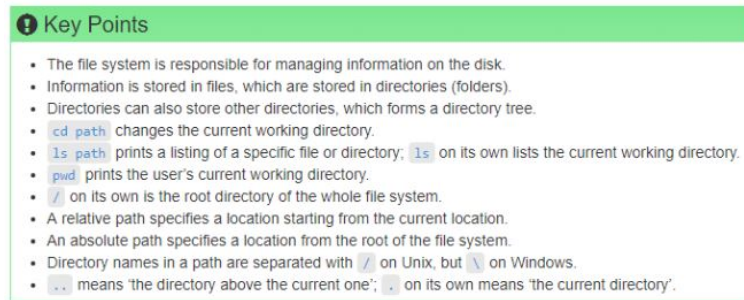 Key Points
The file system is responsible for managing information on the disk.
Information is stored in files, which are stored in directories (folders).
Directories can also store other directories, which forms a directory tree.
cd path changes the current working directory.
ls path prints a listing of a specific file or directory; ls on its own lists the current working directory.
pwd prints the user's current working directory.
/ on its own is the root directory of the whole file system.
A relative path specifies a location starting from the current location.
An absolute path specifies a location from the root of the file system.
Directory names in a path are separated with / on Unix, but \ on Windows.
.. means 'the directory above the current one'; . on its own means 'the current directory'.